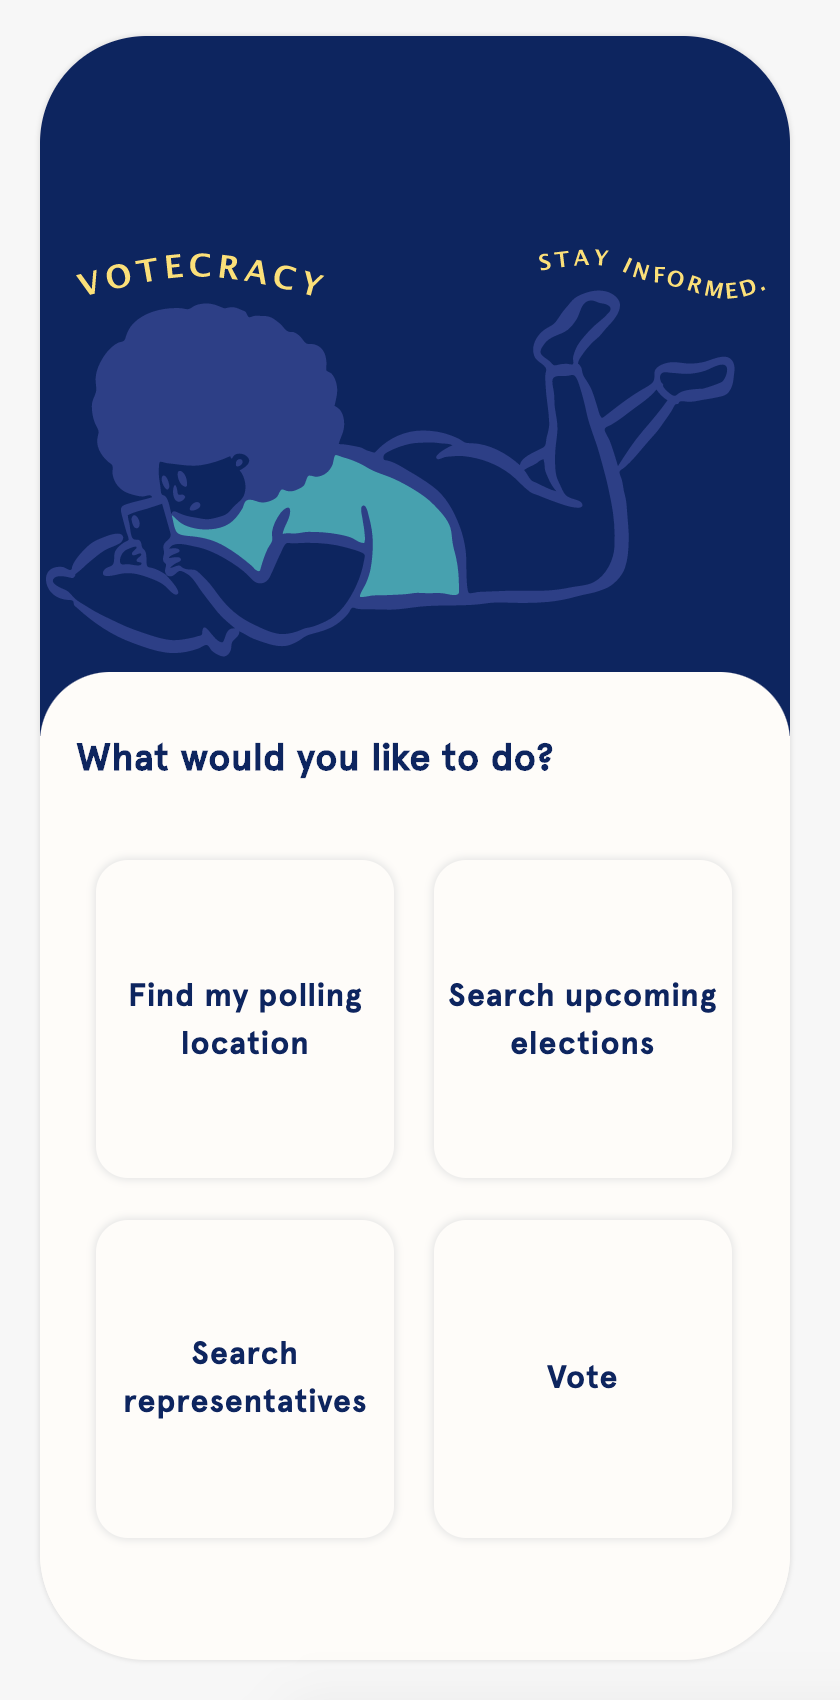 VOTECRACY
STAY INFORMED.
What would you like to do?
Find my polling
location
Search upcoming
elections
Search
representatives
Vote